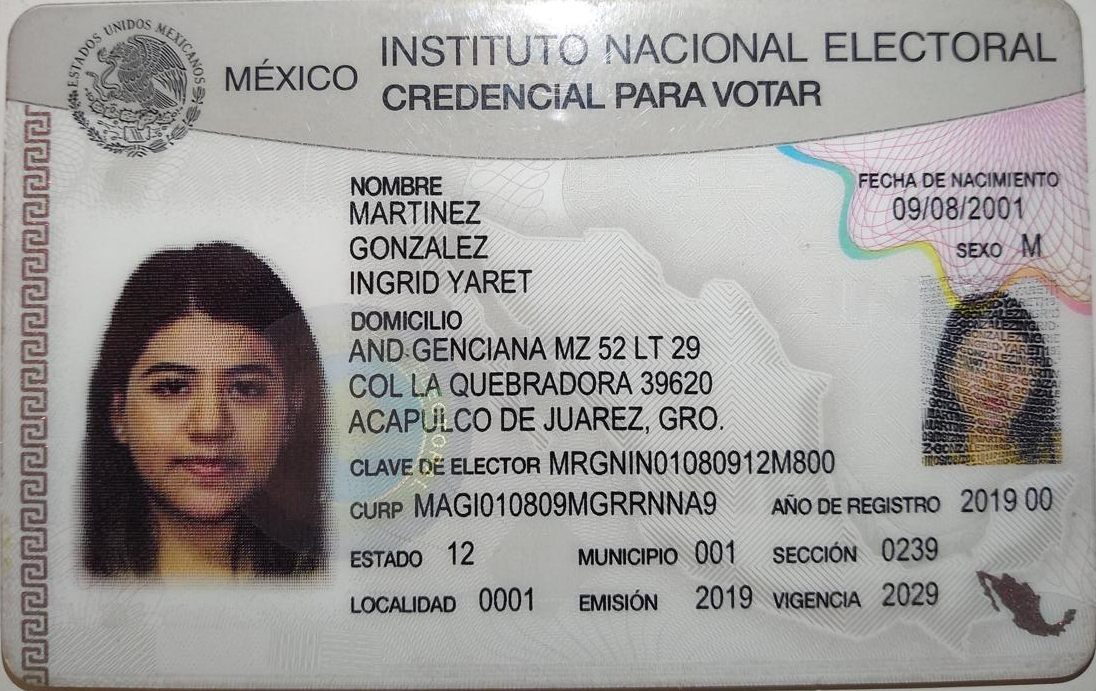 ESTADOS UNIDOS MEXICANOS
MÉXICO
INSTITUTO NACIONAL ELECTORAL
CREDENCIAL PARA VOTAR
NOMBRE
MARTINEZ
GONZALEZ
INGRID YARET
FECHA DE NACIMIENTO
09/08/2001
SEXO M
DOMICILIO
AND GENCIANA MZ 52 LT 29
COL LA QUEBRADORA 39620
ACAPULCO DE JUAREZ, GRO.
CLAVE DE ELECTOR MRGNIN01080912M800
CURP MAGI010809MGRRNNA9 AÑO DE REGISTRO 2019 00
ESTADO 12 MUNICIPIO 001 SECCIÓN 0239
LOCALIDAD 0001 EMISIÓN 2019 VIGENCIA 2029